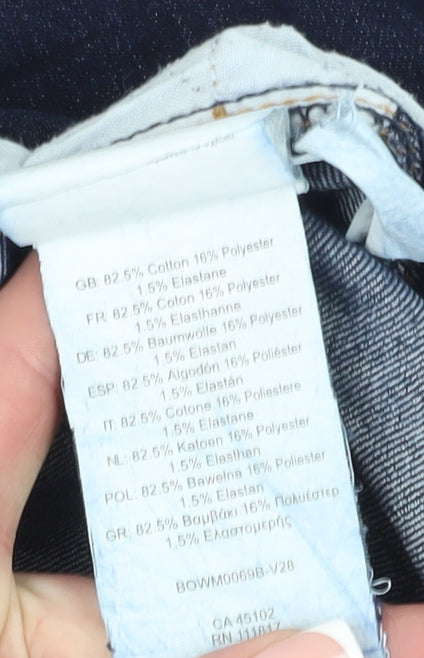 GB: 82.5% Cotton 16% Polyester
1.5% Elastane
FR: 82.5% Coton 16% Polyester
1.5% Elasthanne
DE: 82.5% Baumwolle 16% Polyester
1.5% Elastan
ESP: 82.5% Algodón 16% Poliéster
1.5% Elastán
IT: 82.5% Cotone 16% Poliestere
1.5% Elastane
NL: 82.5% Katoen 16% Polyester
1.5% Elasthan
POL: 82.5% Bawełna 16% Poliester
1.5% Elastan
GR: 82.5% Βαμβάκι 16% Πολυέστερ
1.5% Ελαστομερής
BOWM0069B-V28
CA 45102
RN 111817